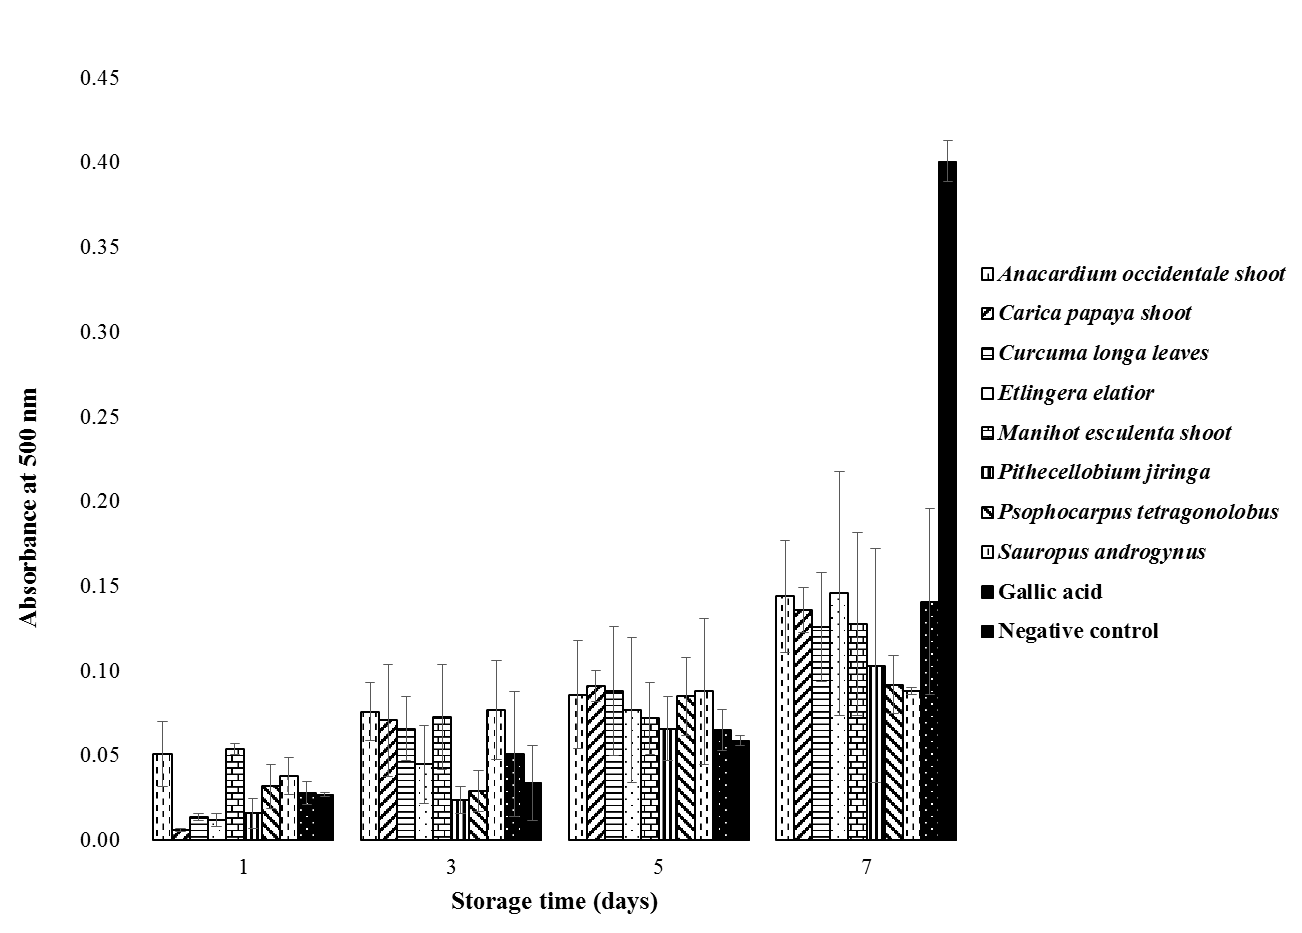 0.45
0.40
0.35
0.30
0.25
0.20
0.15
0.10
0.05
0.00
Absorbance at 500 nm
1 3 5 7
Storage time (days)
Anacardium occidentale shoot
Carica papaya shoot
Curcuma longa leaves
Etlingera elatior
Manihot esculenta shoot
Pithecellobium jiringa
Psophocarpus tetragonolobus
Sauropus androgynus
Gallic acid
Negative control